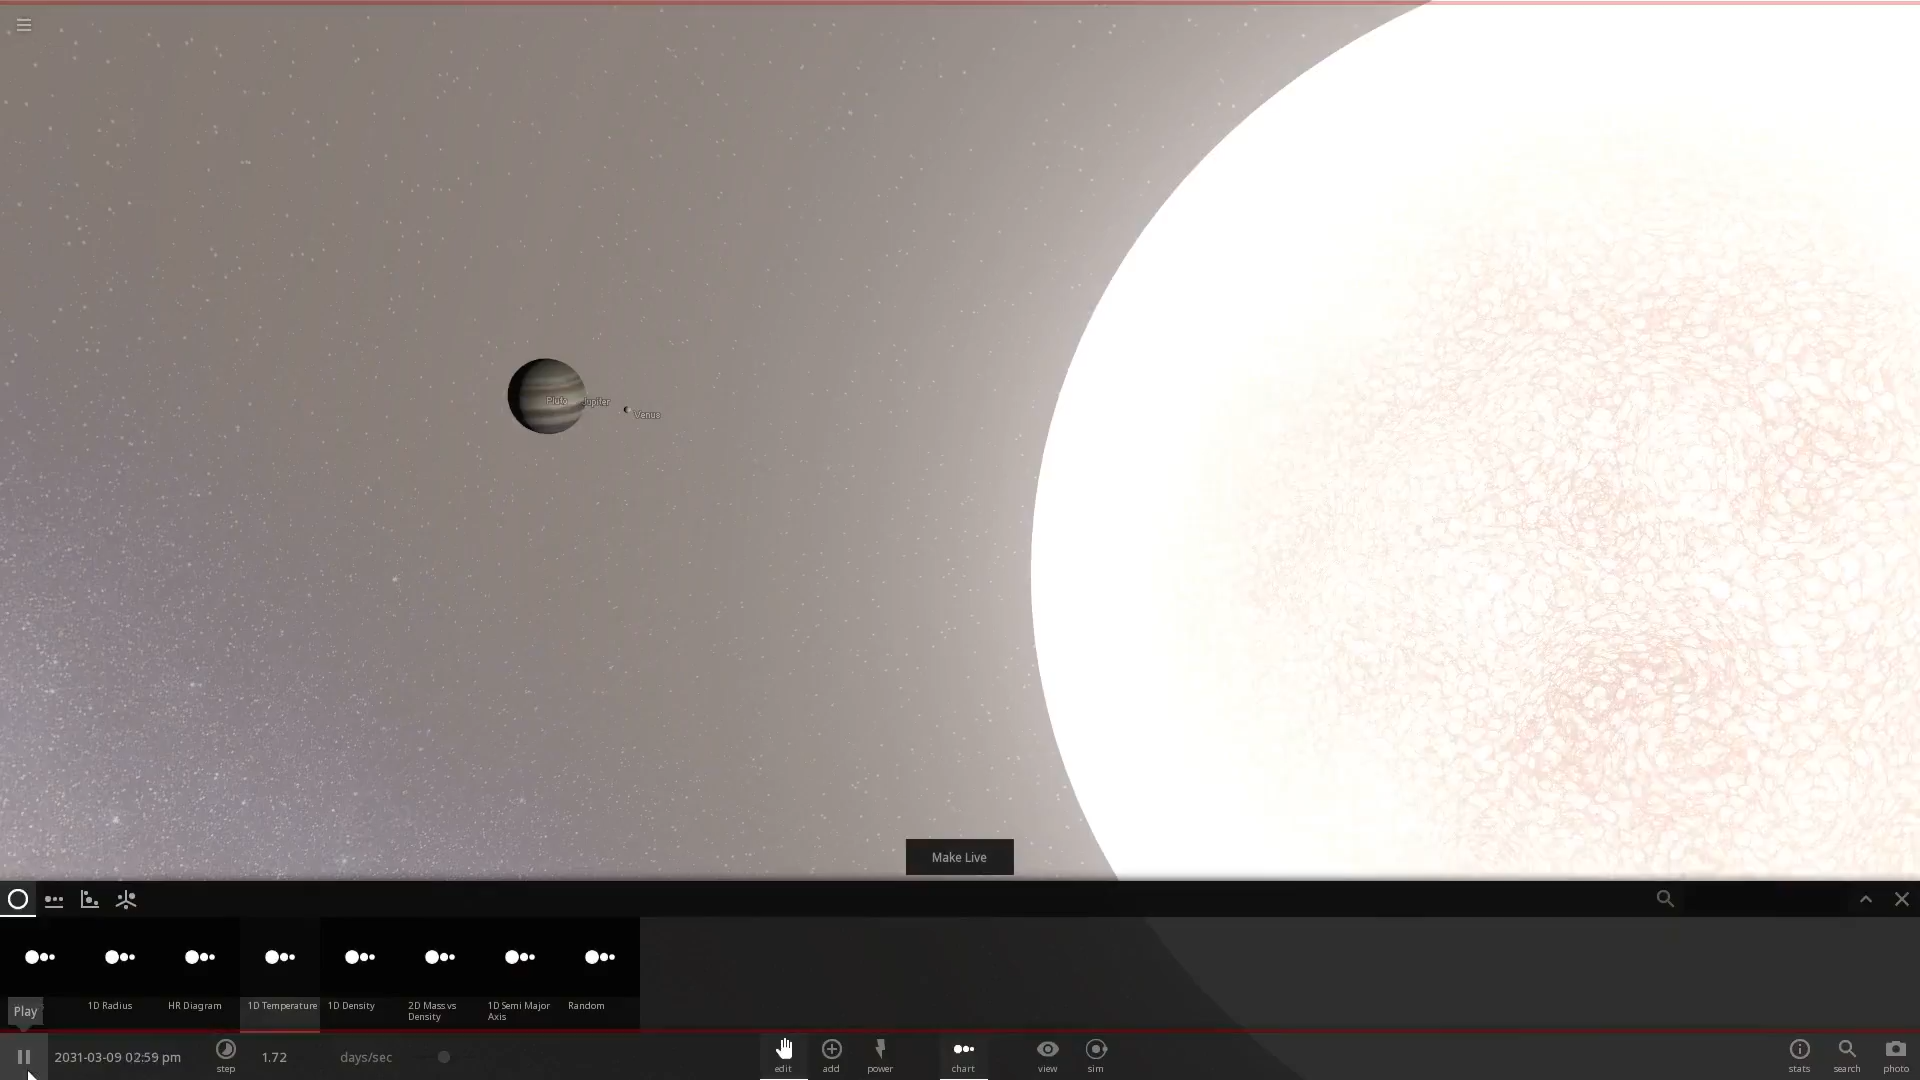 Pluto
Jupiter
Venus
Make Live
1D Radius
HR Diagram
1D Temperature
1D Density
2D Mass vs
Density
1D Semi Major
Axis
Random
Play
2031-03-09 02:59 pm
step
1.72
days/sec
edit
add
power
chart
view
sim
stats
search
photo